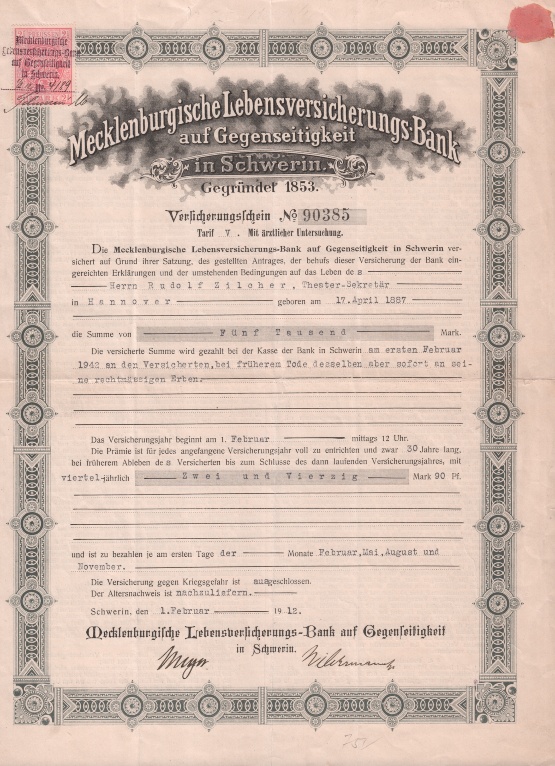 Mecklenburgische
Lebensversicherungs-Bank
auf Gegenseitigkeit
in Schwerin.
Mecklenburgische Lebensversicherungs-Bank
auf Gegenseitigkeit
in Schwerin.
Gegründet 1853.
Versicherungsschein No 90385
Tarif V. Mit ärztlicher Untersuchung.
Die Mecklenburgische Lebensversicherungs-Bank auf Gegenseitigkeit in Schwerin ver-
sichert auf Grund ihrer Satzung, des gestellten Antrages, der behufs dieser Versicherung der Bank ein-
gereichten Erklärungen und der umstehenden Bedingungen auf das Leben des
Herrn Rudolf Zilcher, Theater-Sekretär
in Hannover geboren am 17.April 1887
die Summe von Fünf Tausend Mark.
Die versicherte Summe wird gezahlt bei der Kasse der Bank in Schwerin am ersten Februar
1942 an den Versicherten, bei früherem Tode desselben aber sofort an sei-
ne rechtmässigen Erben.
Das Versicherungsjahr beginnt am 1. Februar mittags 12 Uhr.
Die Prämie ist für jedes angefangene Versicherungsjahr voll zu entrichten und zwar 30 Jahre lang,
bei früherem Ableben des Versicherten bis zum Schlusse des dann laufenden Versicherungsjahres, mit
viertel-jährlich Zwei und Vierzig Mark 90 Pf.
und ist zu bezahlen je am ersten Tage der Monate Februar, Mai, August und
November.
Die Versicherung gegen Kriegsgefahr ist ausgeschlossen.
Der Altersnachweis ist nachzuliefern.
Schwerin, den 1.Februar 1912.
Mecklenburgische Lebensversicherungs-Bank auf Gegenseitigkeit
in Schwerin.